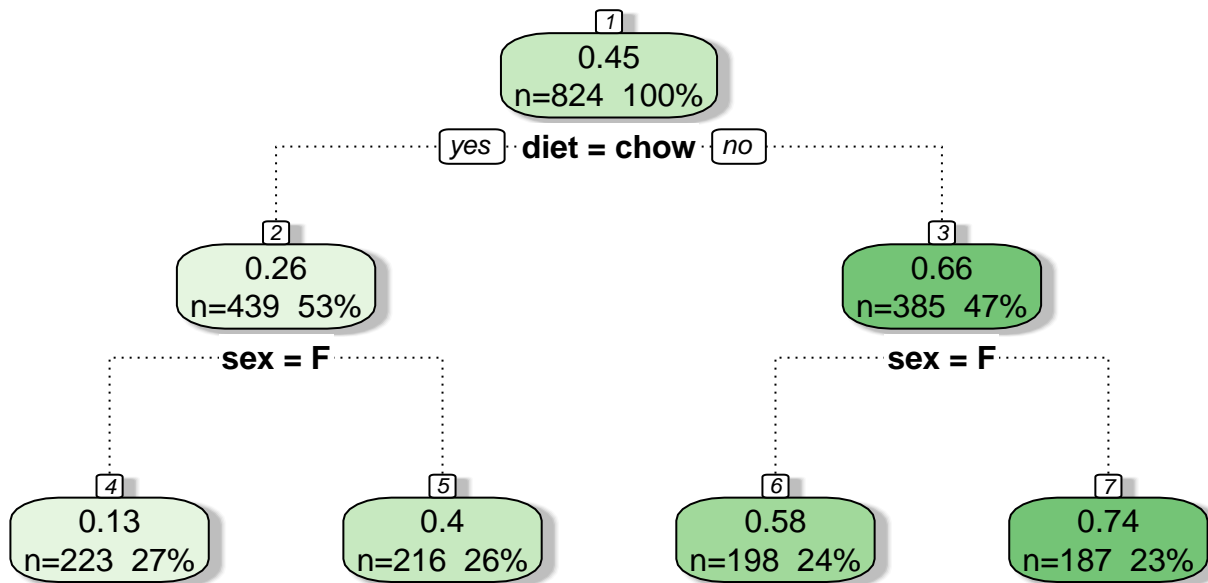 1
0.45
n=824 100%
yes diet = chow no
2
0.26
n=439 53%
3
0.66
n=385 47%
sex = F
sex = F
4
0.13
n=223 27%
5
0.4
n=216 26%
6
0.58
n=198 24%
7
0.74
n=187 23%